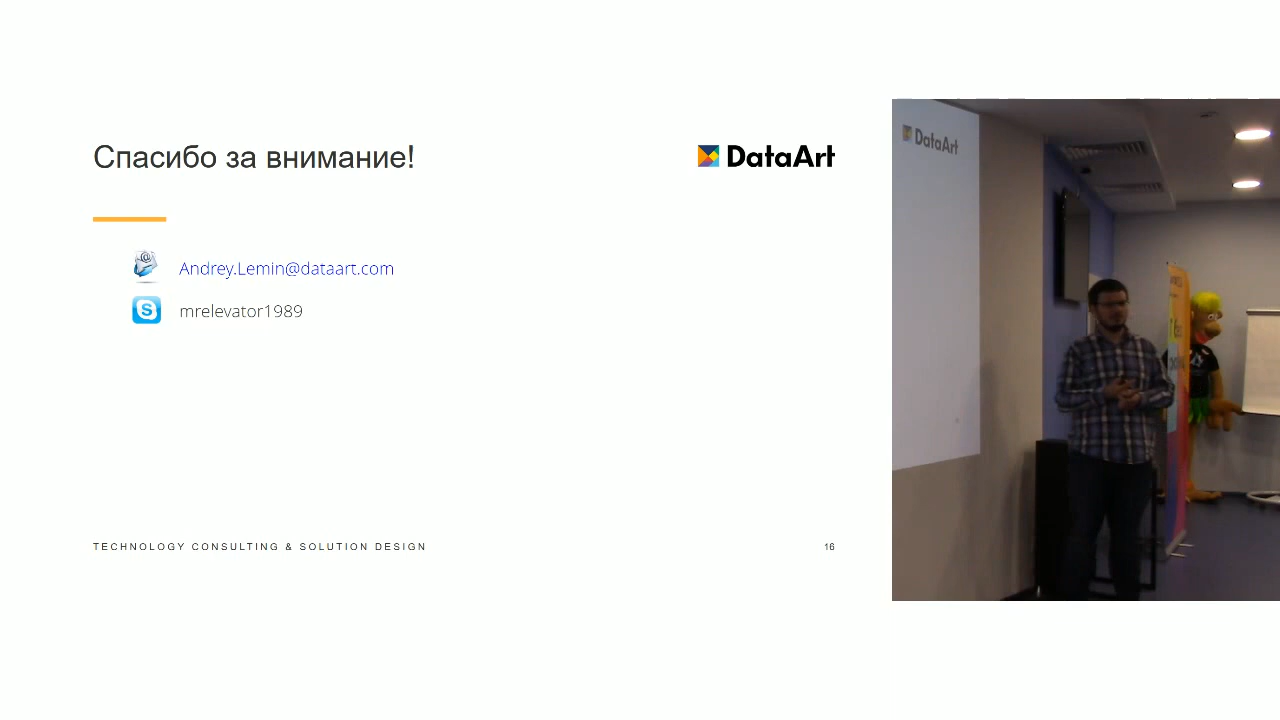 Спасибо за внимание!
DataArt
Andrey.Lemin@dataart.com
mrelevator1989
TECHNOLOGY CONSULTING & SOLUTION DESIGN
16
DataArt